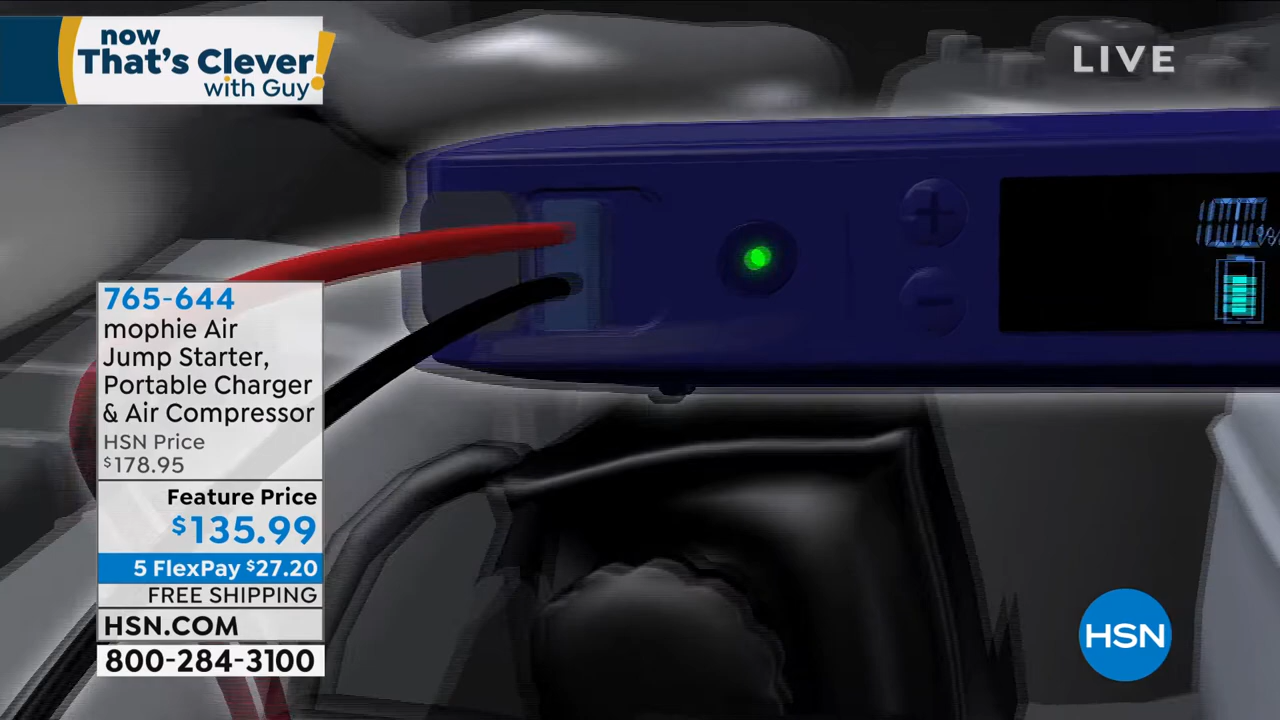 now
That's Clever!
with Guy
LIVE
765-644
mophie Air
Jump Starter,
Portable Charger
& Air Compressor
HSN Price
$178.95
Feature Price
$135.99
5 FlexPay $27.20
FREE SHIPPING
HSN.COM
800-284-3100
HSN